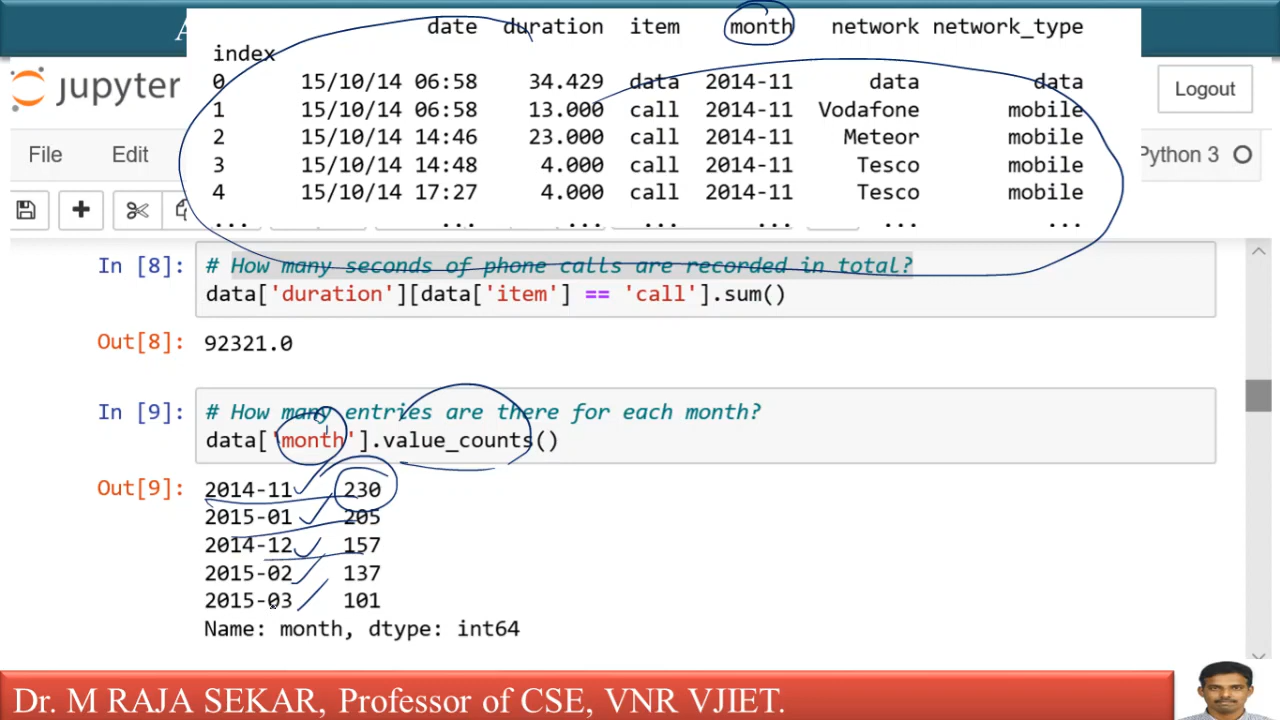 A
date duration item month network network_type
index
0 15/10/14 06:58 34.429 data 2014-11 data data
1 15/10/14 06:58 13.000 call 2014-11 Vodafone mobile
2 15/10/14 14:46 23.000 call 2014-11 Meteor mobile
3 15/10/14 14:48 4.000 call 2014-11 Tesco mobile
4 15/10/14 17:27 4.000 call 2014-11 Tesco mobile
... ... ... ... ... ... ...
jupyter
Logout
File Edit
Python 3
In [8]: # How many seconds of phone calls are recorded in total?
data['duration'][data['item'] == 'call'].sum()
Out[8]: 92321.0
In [9]: # How many entries are there for each month?
data['month'].value_counts()
Out[9]: 2014-11 230
2015-01 205
2014-12 157
2015-02 137
2015-03 101
Name: month, dtype: int64
Dr. M RAJA SEKAR, Professor of CSE, VNR VJIET.